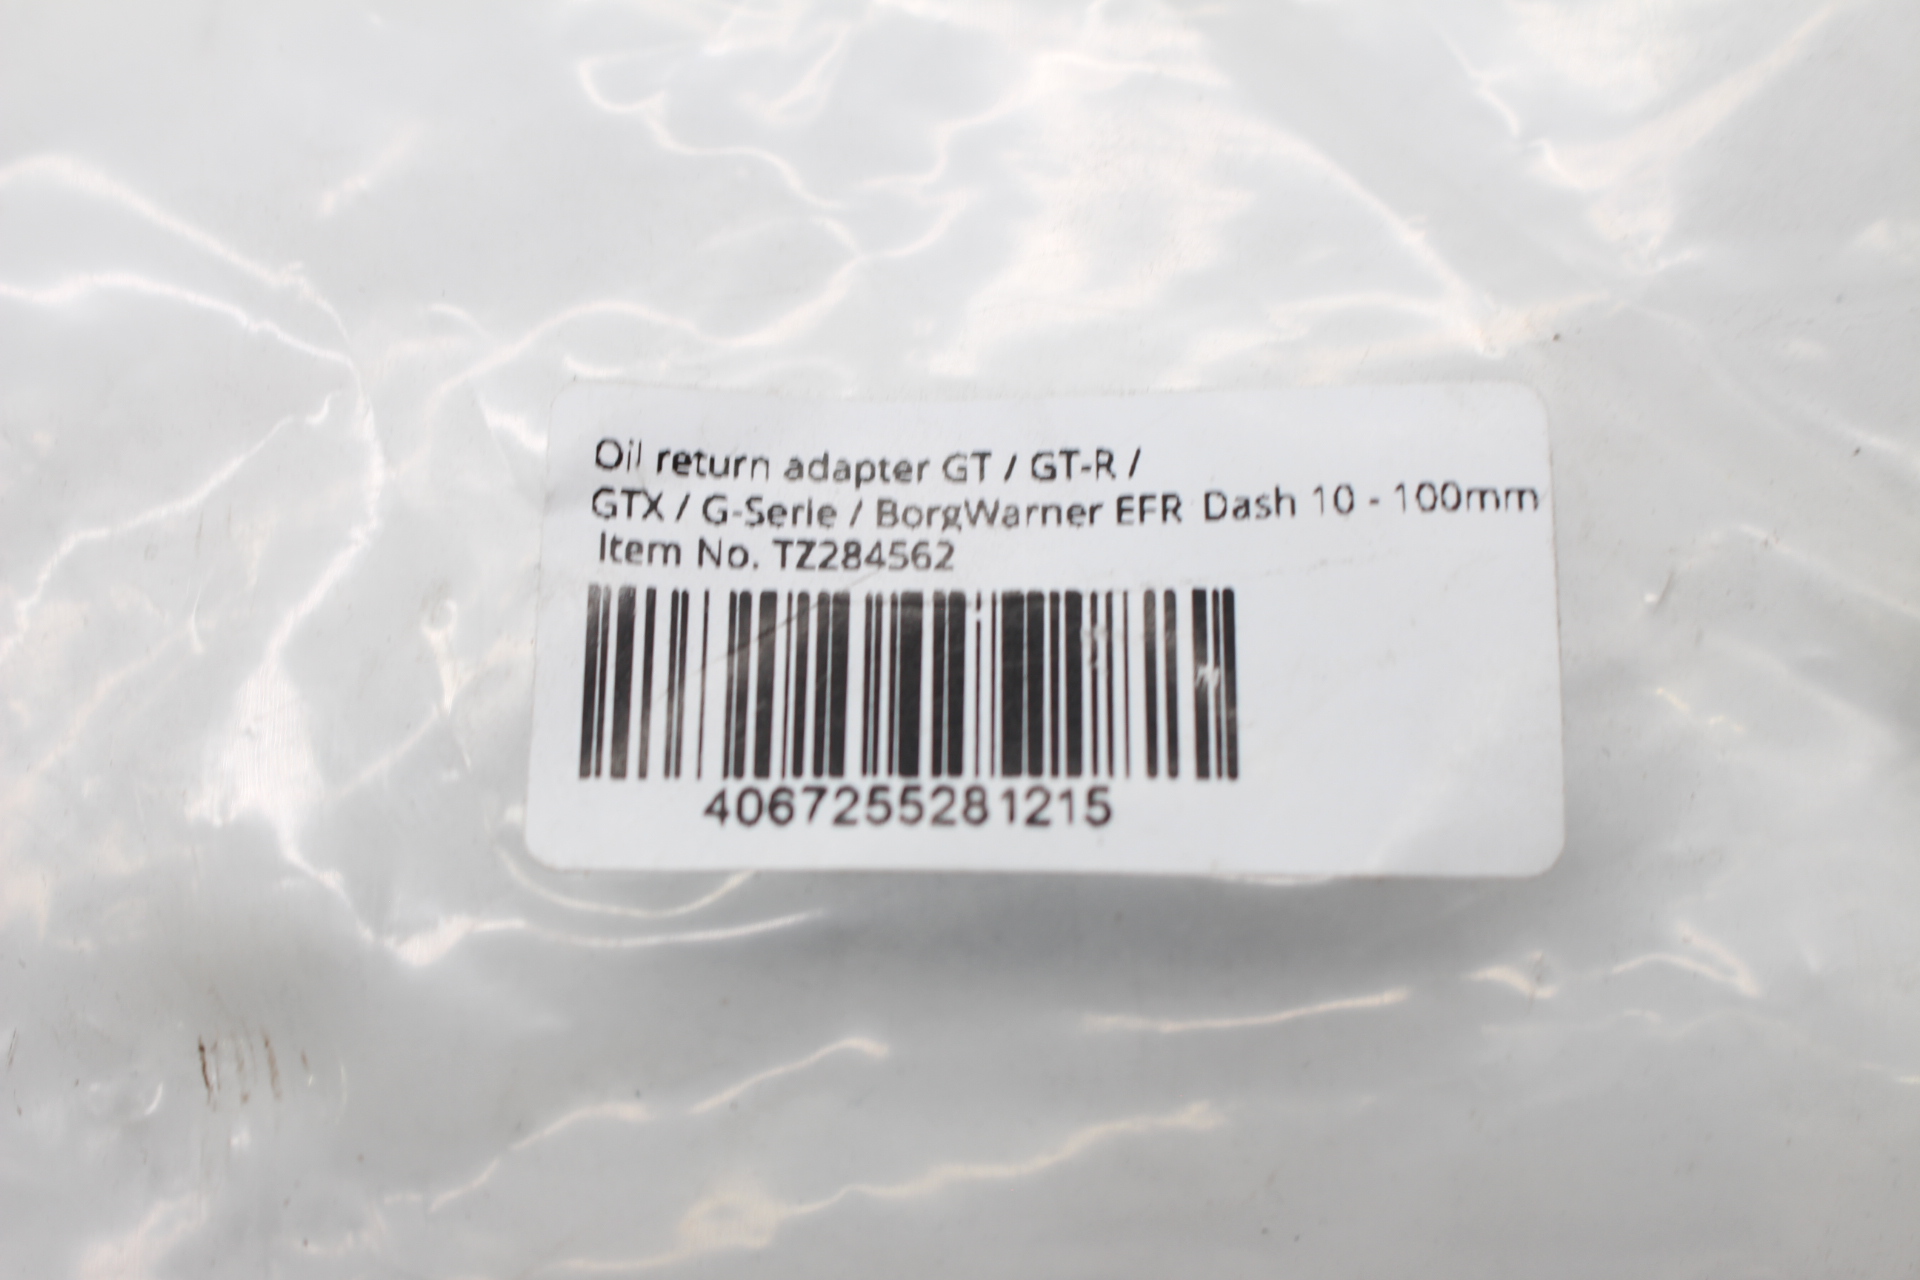 Oil return adapter GT / GT-R /
GTX / G-Serie / BorgWarner EFR Dash 10 - 100mm
Item No. TZ284562
4067255281215